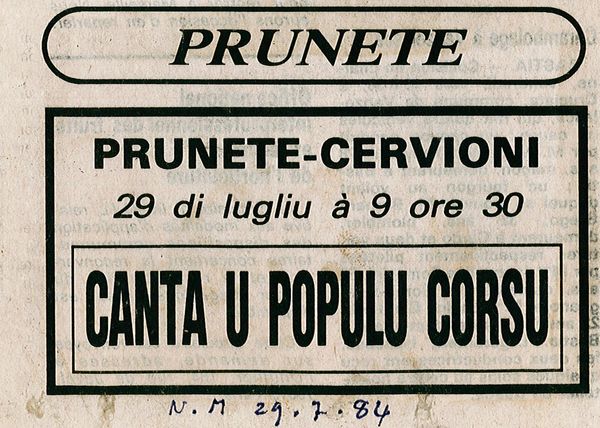 PRUNETE
PRUNETE-CERVIONI
29 di lugliu à 9 ore 30
CANTA U POPULU CORSU
N. M 29.7.84